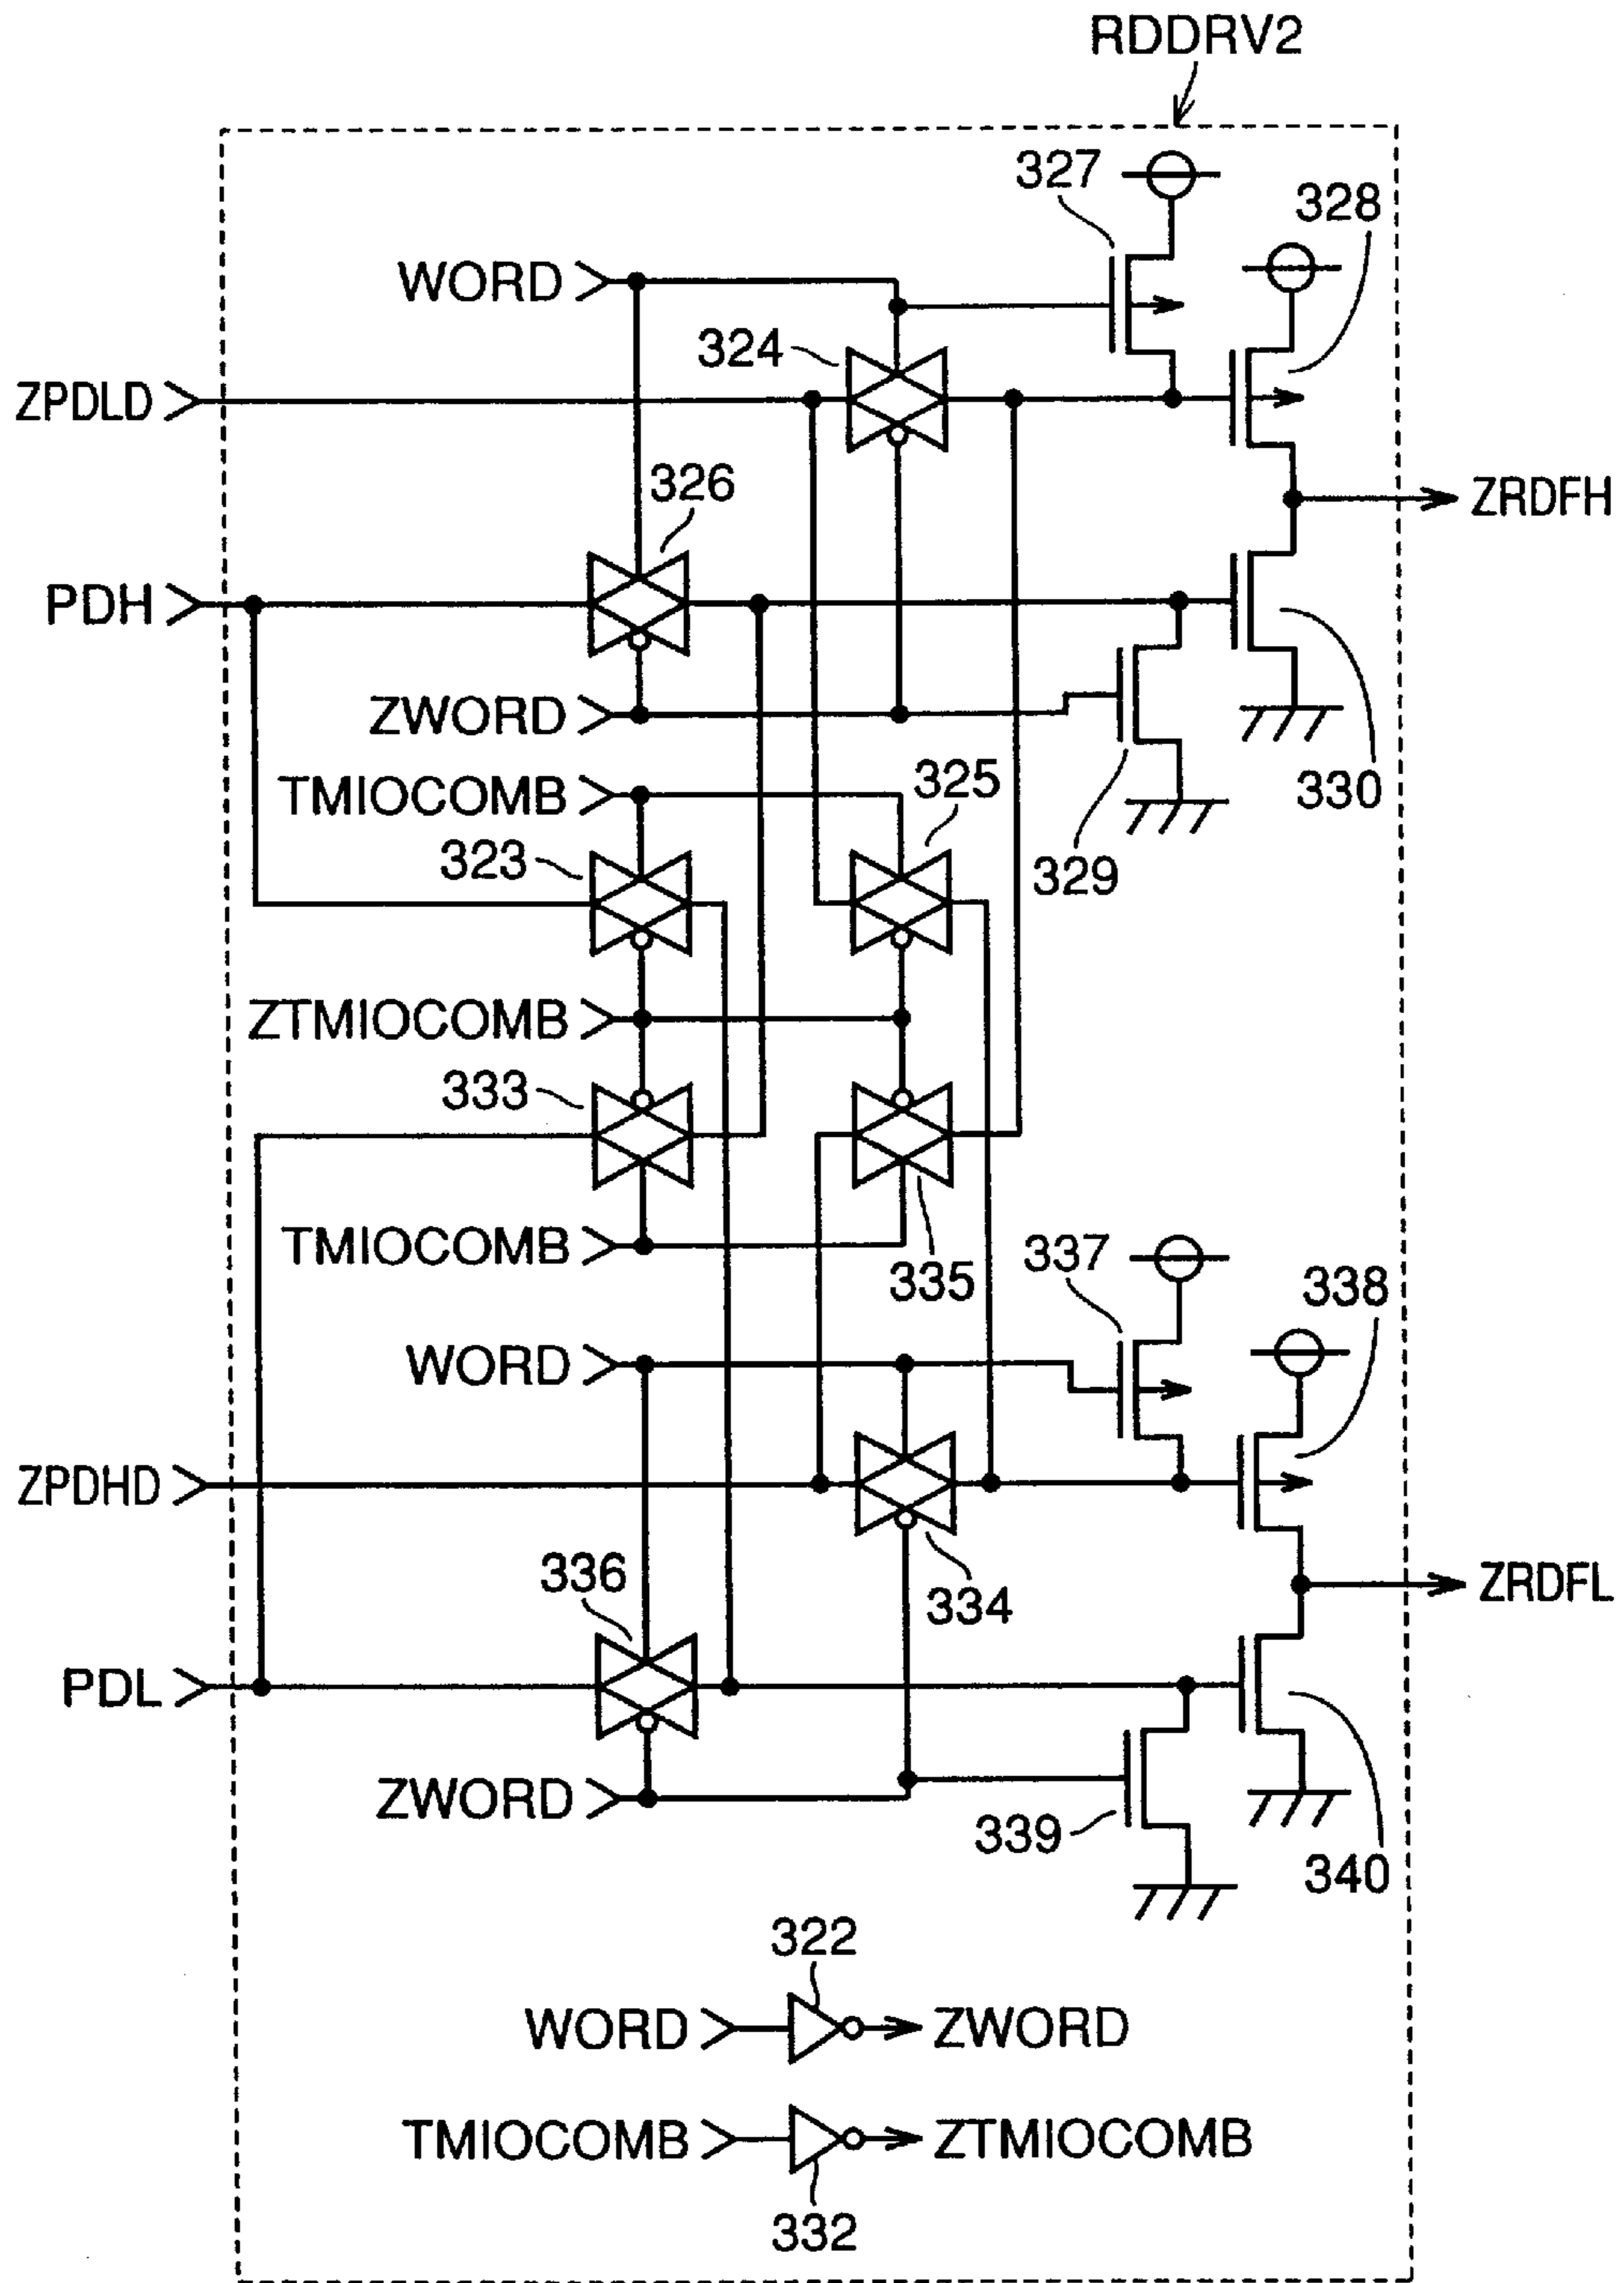 RDDRV2
327
328
WORD
324
ZPDLD
326
ZRDFH
PDH
ZWORD
TMIOCOMB
325
330
323
329
ZTMIOCOMB
333
TMIOCOMB
335
337
338
WORD
ZPDHD
336
334
ZRDFL
PDL
ZWORD
339
340
322
WORD
ZWORD
TMIOCOMB
ZTMIOCOMB
332